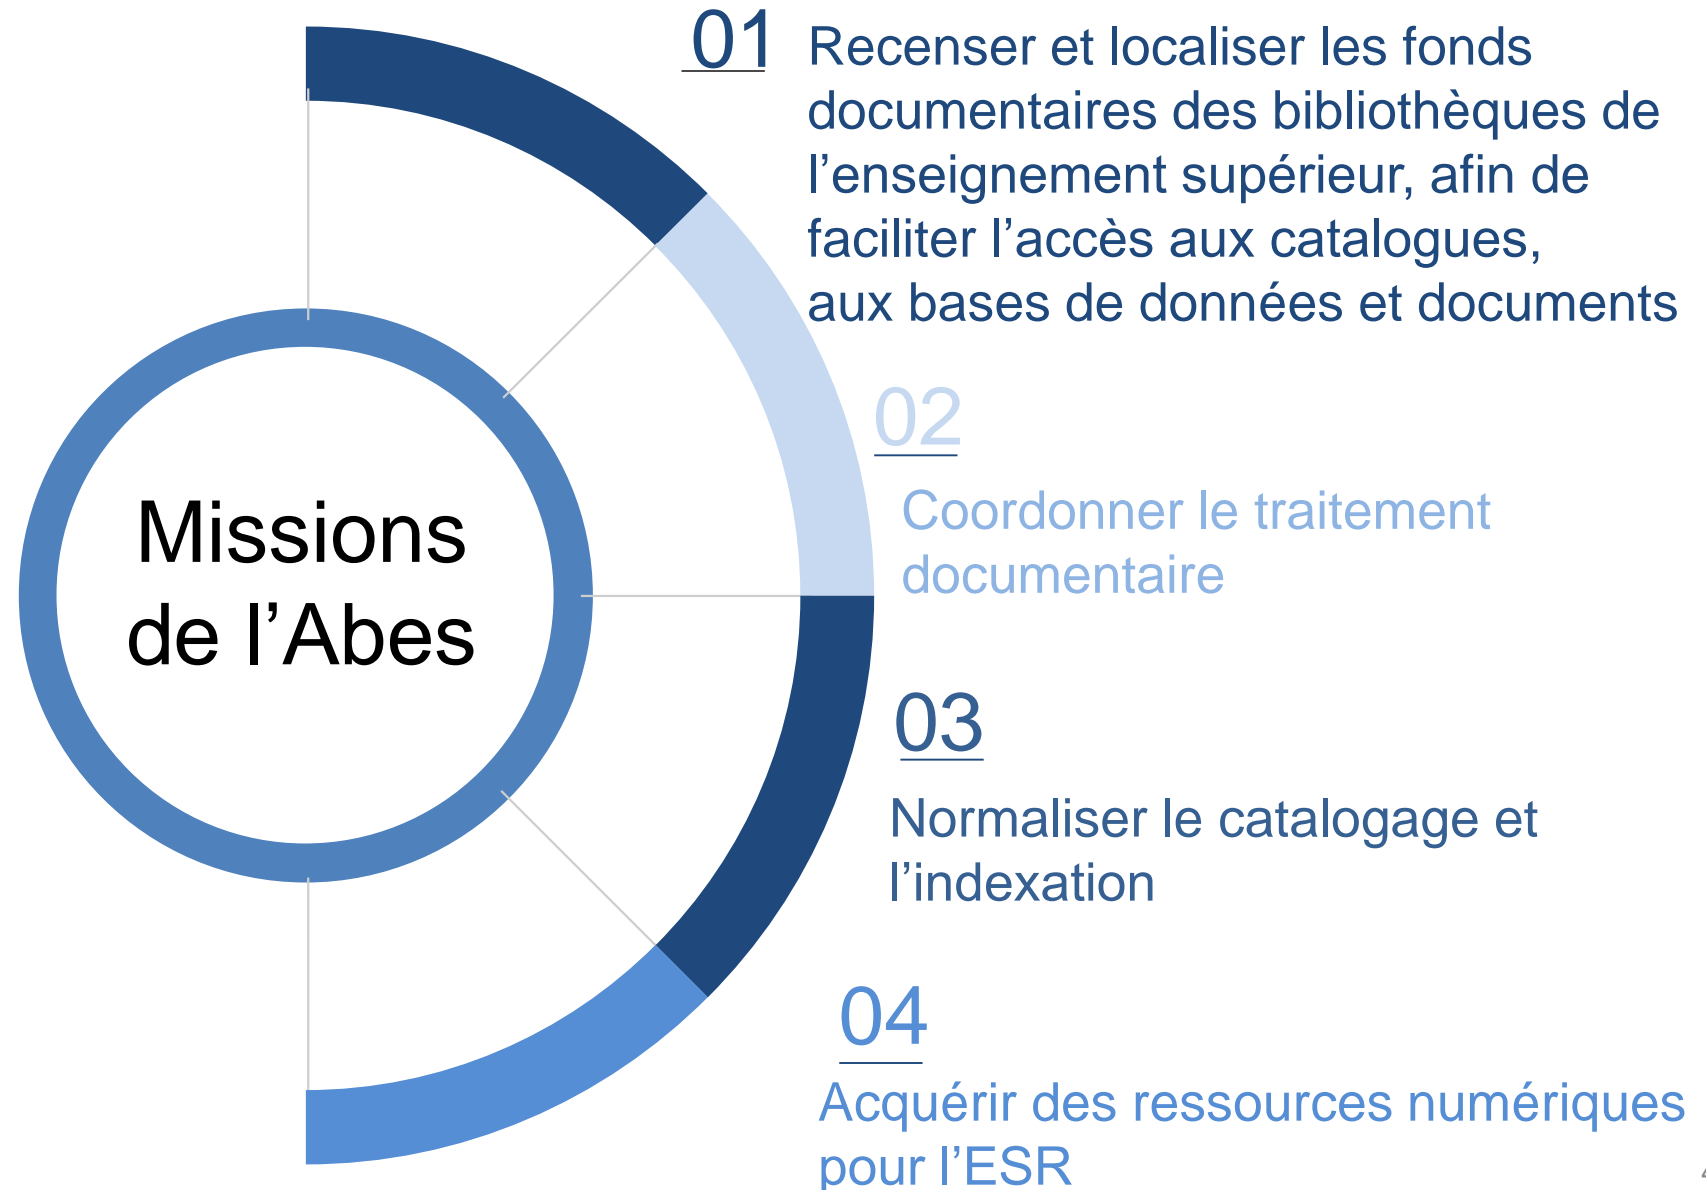 01
Recenser et localiser les fonds
documentaires des bibliothèques de
l’enseignement supérieur, afin de
faciliter l’accès aux catalogues,
aux bases de données et documents
02
Coordonner le traitement
documentaire
Missions
de l’Abes
03
Normaliser le catalogage et
l’indexation
04
Acquérir des ressources numériques
pour l’ESR